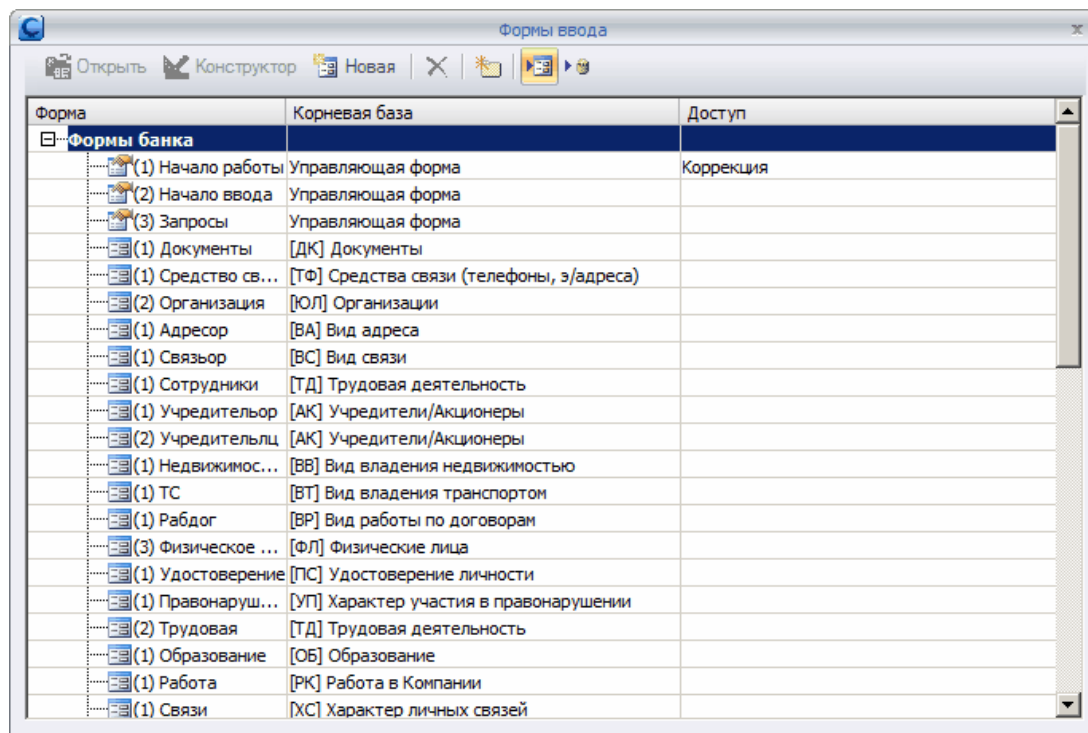 Формы ввода
Открыть Конструктор Новая
Форма Корневая база Доступ
Формы банка
(1) Начало работы Управляющая форма Коррекция
(2) Начало ввода Управляющая форма
(3) Запросы Управляющая форма
(1) Документы [ДК] Документы
(1) Средство св... [ТФ] Средства связи (телефоны, э/адреса)
(2) Организация [ЮЛ] Организации
(1) Адресор [ВА] Вид адреса
(1) Связьор [ВС] Вид связи
(1) Сотрудники [ТД] Трудовая деятельность
(1) Учредительор [АК] Учредители/Акционеры
(2) Учредительлц [АК] Учредители/Акционеры
(1) Недвижимос... [ВВ] Вид владения недвижимостью
(1) ТС [ВТ] Вид владения транспортом
(1) Рабдог [ВР] Вид работы по договорам
(3) Физическое ... [ФЛ] Физические лица
(1) Удостоверение [ПС] Удостоверение личности
(1) Правонаруш... [УП] Характер участия в правонарушении
(2) Трудовая [ТД] Трудовая деятельность
(1) Образование [ОБ] Образование
(1) Работа [РК] Работа в Компании
(1) Связи [ХС] Характер личных связей